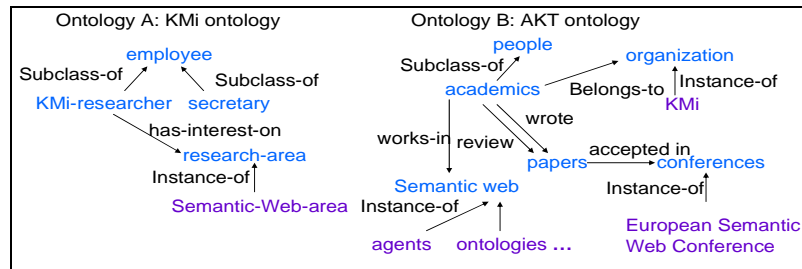 Ontology A: KMi ontology
employee
Subclass-of
Subclass-of
KMi-researcher
secretary
has-interest-on
research-area
Instance-of
Semantic-Web-area
Ontology B: AKT ontology
people
organization
Subclass-of
Instance-of
academics
Belongs-to
KMi
wrote
works-in
review
accepted in
papers
conferences
Semantic web
Instance-of
Instance-of
European Semantic
Web Conference
agents
ontologies ...